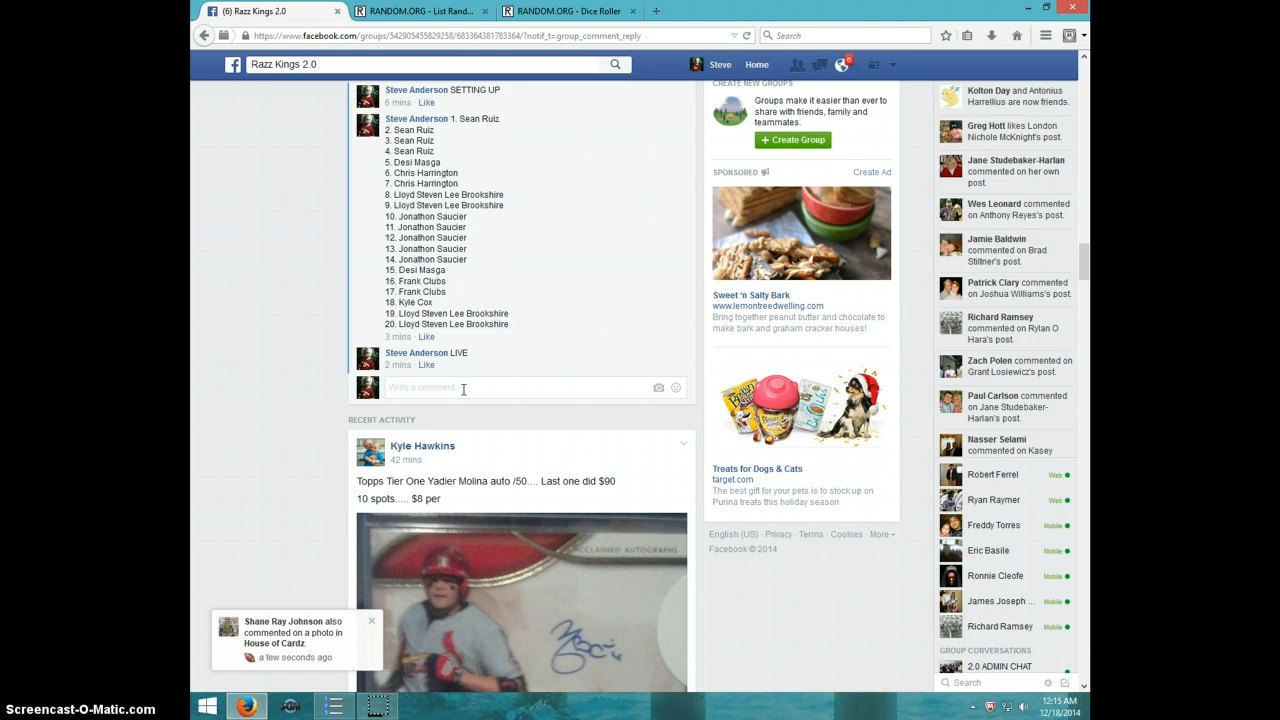 (6) Razz Kings 2.0
RANDOM.ORG - List Rand...
RANDOM.ORG - Dice Roller
https://www.facebook.com/groups/542905455829258/683364381783364/?notif_t=group_comment_reply
Search
Razz Kings 2.0
Steve
Home
6
Steve Anderson SETTING UP
6 mins · Like
Steve Anderson 1. Sean Ruiz
2. Sean Ruiz
3. Sean Ruiz
4. Sean Ruiz
5. Desi Masga
6. Chris Harrington
7. Chris Harrington
8. Lloyd Steven Lee Brookshire
9. Lloyd Steven Lee Brookshire
10. Jonathon Saucier
11. Jonathon Saucier
12. Jonathon Saucier
13. Jonathon Saucier
14. Jonathon Saucier
15. Desi Masga
16. Frank Clubs
17. Frank Clubs
18. Kyle Cox
19. Lloyd Steven Lee Brookshire
20. Lloyd Steven Lee Brookshire
3 mins · Like
Steve Anderson LIVE
2 mins · Like
Write a comment...
RECENT ACTIVITY
Kyle Hawkins
42 mins
Topps Tier One Yadier Molina auto /50.... Last one did $90
10 spots..... $8 per
ACCLAIMED AUTOGRAPHS
Shane Ray Johnson also
commented on a photo in
House of Cardz.
a few seconds ago
CREATE NEW GROUPS
Groups make it easier than ever to
share with friends, family and
teammates.
+ Create Group
SPONSORED
Create Ad
Sweet 'n Salty Bark
www.lemontreedwelling.com
Bring together peanut butter and chocolate to
make bark and graham cracker houses!
Treats for Dogs & Cats
target.com
The best gift for your pets is to stock up on
Purina treats this holiday season
English (US) · Privacy · Terms · Cookies · More
Facebook © 2014
Kolton Day and Antonius
Harrellius are now friends.
Greg Hott likes London
Nichole McKnight's post.
Jane Studebaker-Harlan
commented on her own
post.
Wes Leonard commented
on Anthony Reyes's post.
Jamie Baldwin
commented on Brad
Stiltner's post.
Patrick Clary commented
on Joshua Williams's post.
Richard Ramsey
commented on Rylan O
Hara's post.
Zach Polen commented on
Grant Losiewicz's post.
Paul Carlson commented
on Jane Studebaker-
Harlan's post.
Nasser Selami
commented on Kasey
Robert Ferrel Web
Ryan Raymer Web
Freddy Torres Mobile
Eric Basile Mobile
Ronnie Cleofe Mobile
James Joseph ... Mobile
Richard Ramsey Mobile
GROUP CONVERSATIONS
2.0 ADMIN CHAT
Search
12:15 AM
12/18/2014
Screencast-O-Matic.com